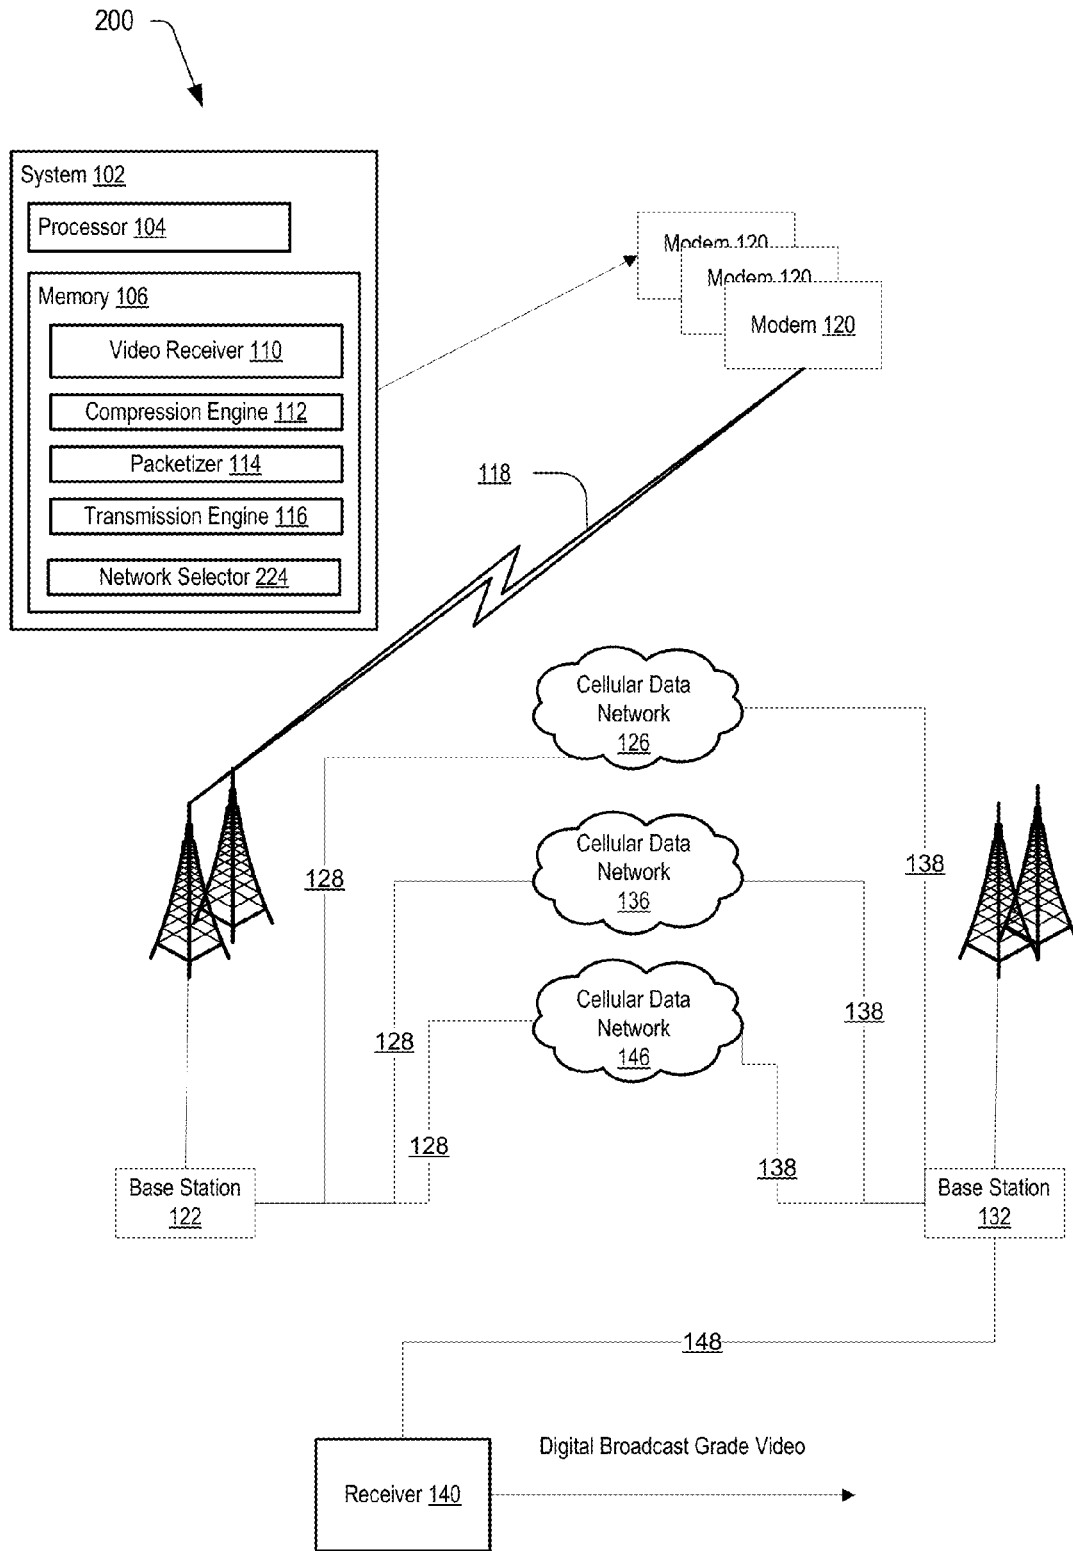 200
System 102
Processor 104
Memory 106
Video Receiver 110
Compression Engine 112
Packetizer 114
Transmission Engine 116
Network Selector 224
Modem 120
Modem 120
Modem 120
118
Cellular Data
Network
126
Cellular Data
Network
136
Cellular Data
Network
146
128
128
128
138
138
138
Base Station
122
Base Station
132
148
Receiver 140
Digital Broadcast Grade Video